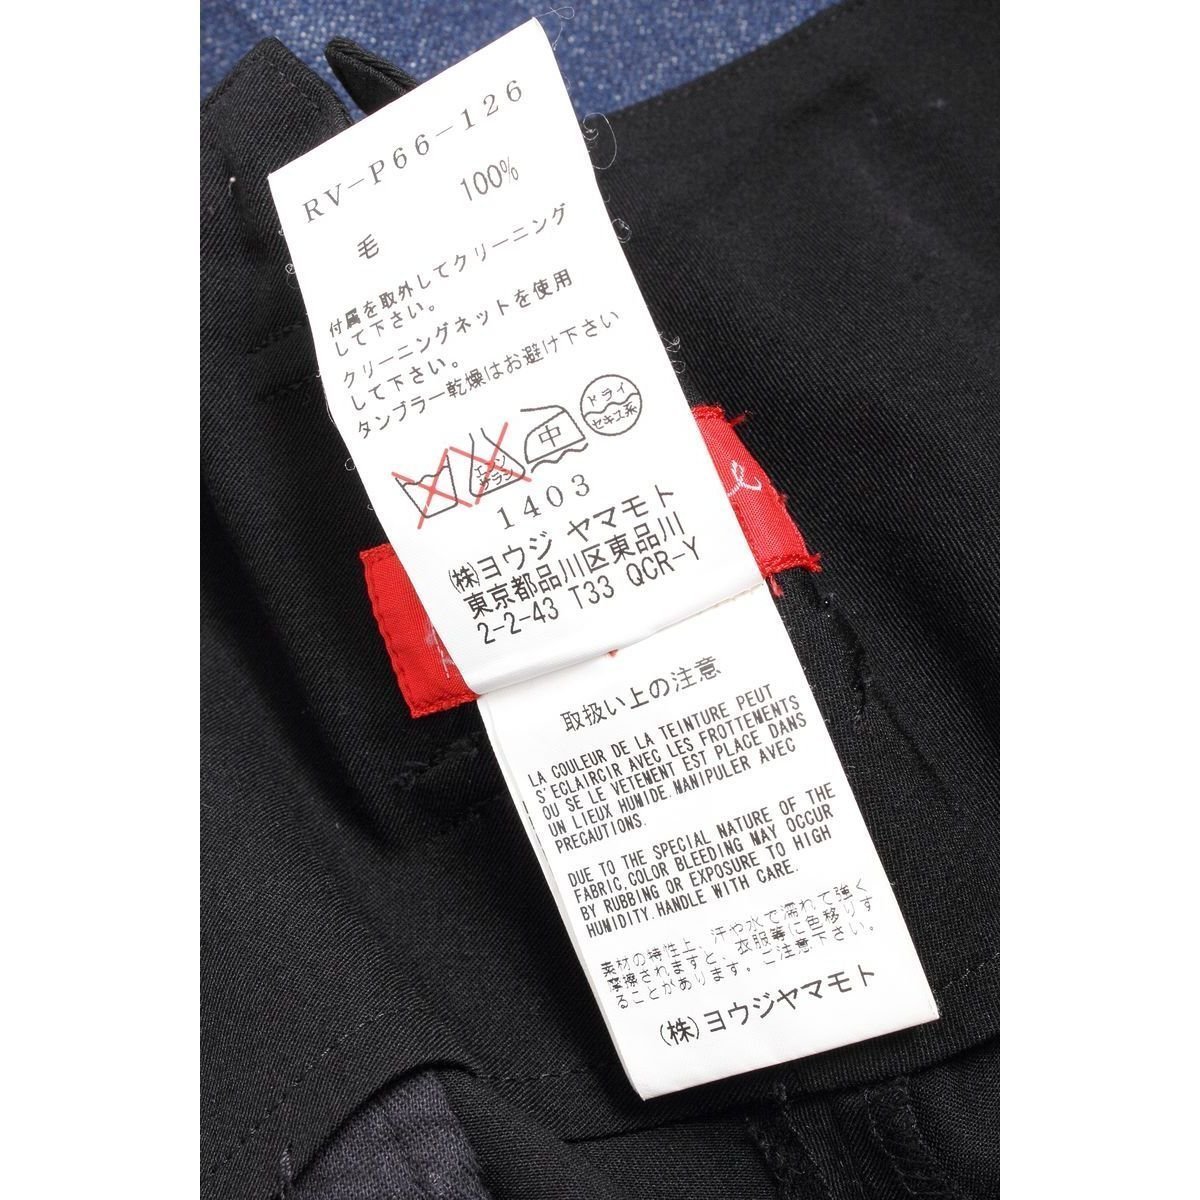 RV-P66-126
毛 100%
付属を取外してクリーニング
して下さい。
クリーニングネットを使用
して下さい。
タンブラー乾燥はお避け下さい
エンソ
サラシ
中
ドライ
セキユ系
1403
(株)ヨウジ ヤマモト
東京都品川区東品川
2-2-43 T33 QCR-Y
取扱い上の注意
LA COULEUR DE LA TEINTURE PEUT
S'ECLAIRCIR AVEC LES FROTTEMENTS
OU SE LE VETEMENT EST PLACE DANS
UN LIEUX HUMIDE.MANIPULER AVEC
PRECAUTIONS.
DUE TO THE SPECIAL NATURE OF THE
FABRIC,COLOR BLEEDING MAY OCCUR
BY RUBBING OR EXPOSURE TO HIGH
HUMIDITY.HANDLE WITH CARE.
素材の特性上、汗や水で濡れて強く
摩擦されますと、衣服等に色移りす
ることがあります。ご注意下さい。
(株)ヨウジヤマモト